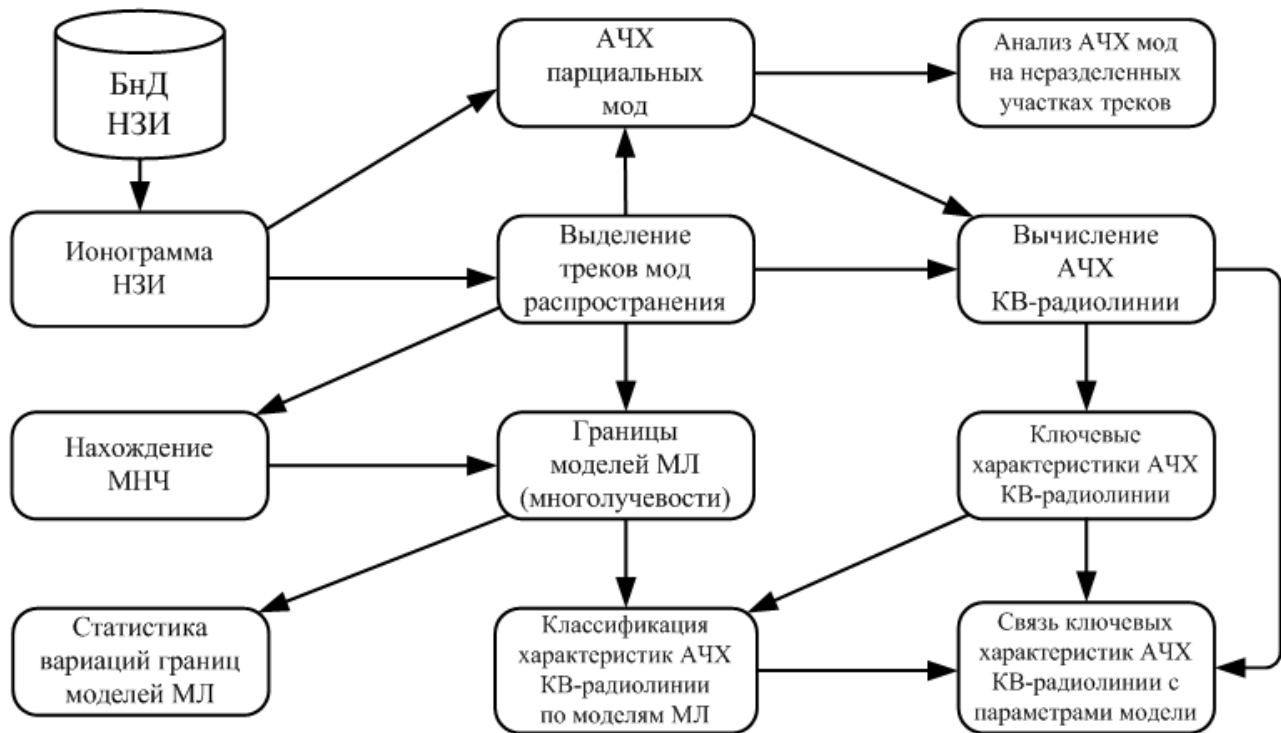 БнД
НЗИ
АЧХ
парциальных
мод
Анализ АЧХ мод
на неразделенных
участках треков
Ионограмма
НЗИ
Выделение
треков мод
распространения
Вычисление
АЧХ
КВ-радиолинии
Нахождение
МНЧ
Границы
моделей МЛ
(многолучевости)
Ключевые
характеристики АЧХ
КВ-радиолинии
Статистика
вариаций границ
моделей МЛ
Классификация
характеристик АЧХ
КВ-радиолинии
по моделям МЛ
Связь ключевых
характеристик АЧХ
КВ-радиолинии с
параметрами модели